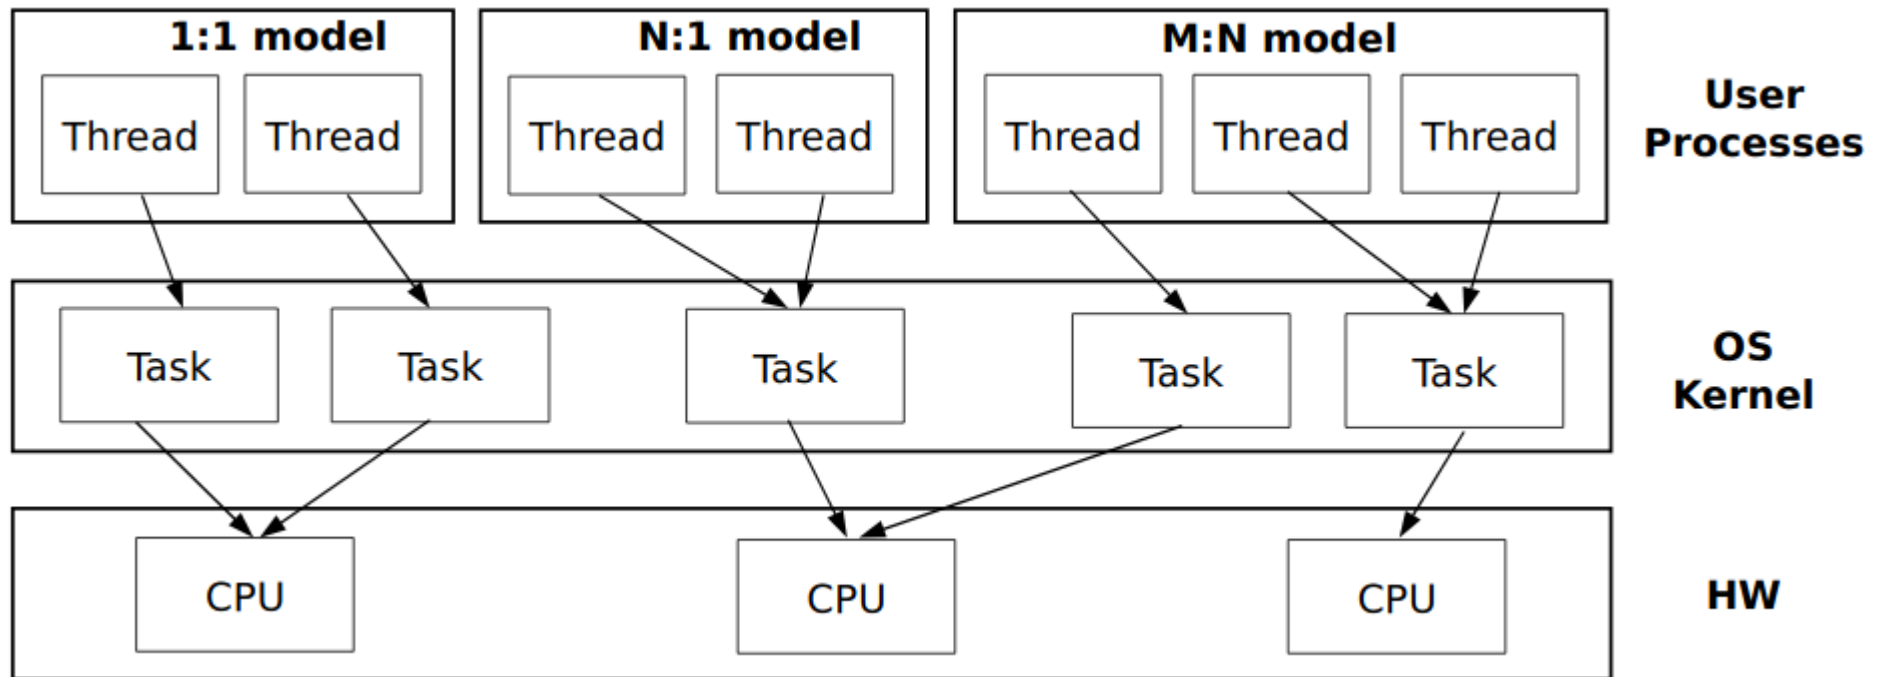 1:1 model
N:1 model
M:N model
Thread
Thread
Thread
Thread
Thread
Thread
Thread
User
Processes
Task
Task
Task
Task
Task
OS
Kernel
CPU
CPU
CPU
HW